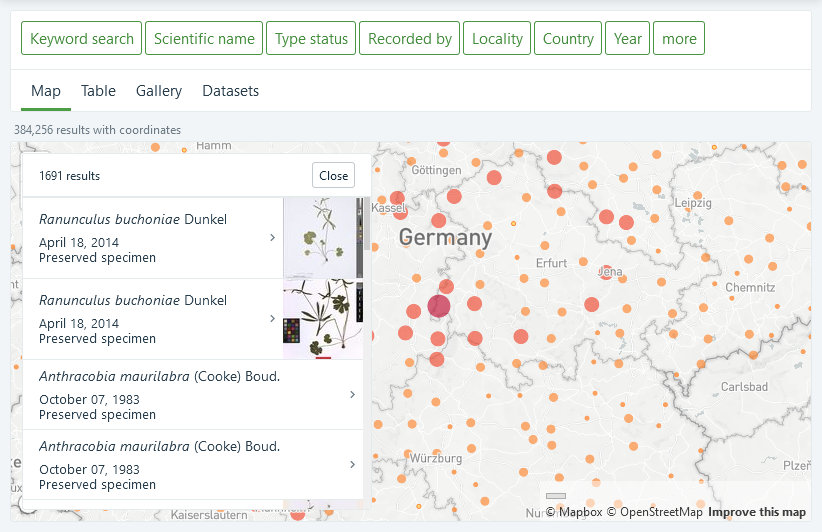 Keyword search Scientific name Type status Recorded by Locality Country Year more
Map Table Gallery Datasets
384,256 results with coordinates
Hamm
Göttingen
Kassel
Leipzig
Germany
Erfurt
Jena
Chemnitz
Carlsbad
Würzburg
Plzeň
Kaiserslautern
1691 results Close
Ranunculus buchoniae Dunkel
April 18, 2014
Preserved specimen
Ranunculus buchoniae Dunkel
April 18, 2014
Preserved specimen
Anthracobia maurilabra (Cooke) Boud.
October 07, 1983
Preserved specimen
Anthracobia maurilabra (Cooke) Boud.
October 07, 1983
Preserved specimen
© Mapbox © OpenStreetMap Improve this map